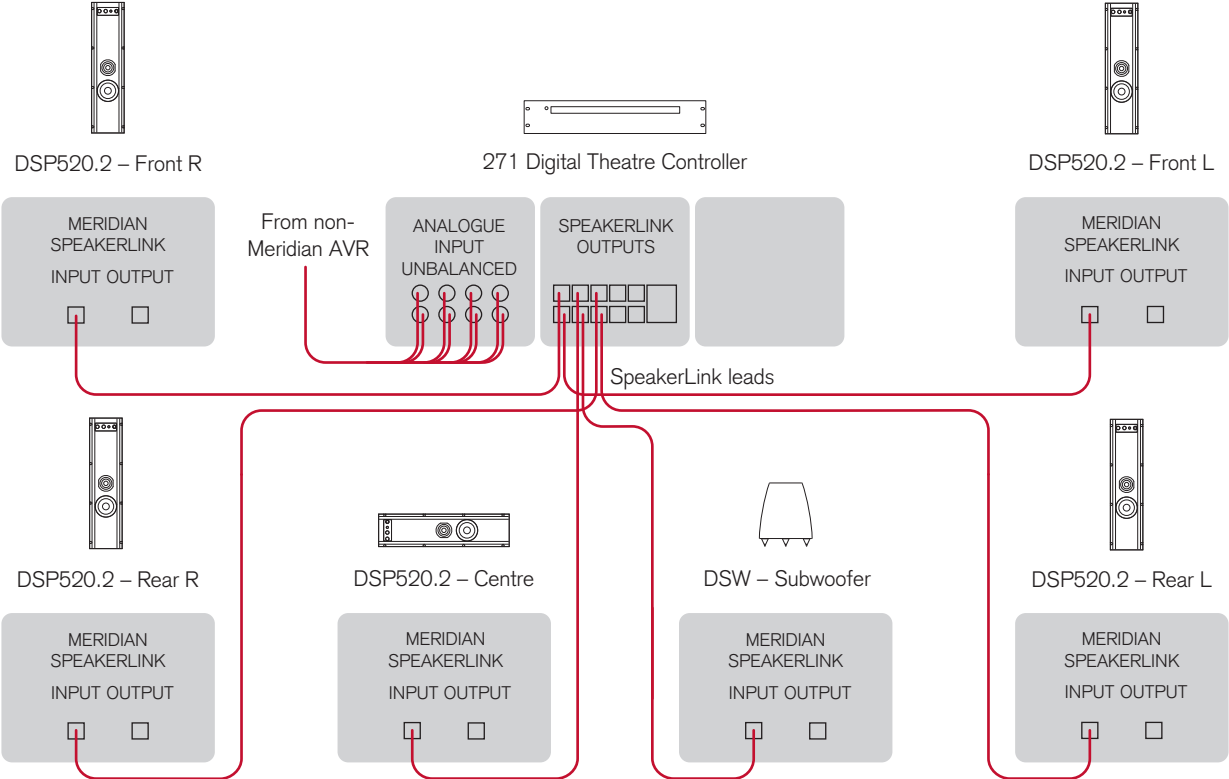 DSP520.2 – Front R
271 Digital Theatre Controller
DSP520.2 – Front L
MERIDIAN
SPEAKERLINK
INPUT OUTPUT
From non-
Meridian AVR
ANALOGUE
INPUT
UNBALANCED
SPEAKERLINK
OUTPUTS
MERIDIAN
SPEAKERLINK
INPUT OUTPUT
SpeakerLink leads
DSP520.2 – Rear R
DSP520.2 – Centre
DSW – Subwoofer
DSP520.2 – Rear L
MERIDIAN
SPEAKERLINK
INPUT OUTPUT
MERIDIAN
SPEAKERLINK
INPUT OUTPUT
MERIDIAN
SPEAKERLINK
INPUT OUTPUT
MERIDIAN
SPEAKERLINK
INPUT OUTPUT